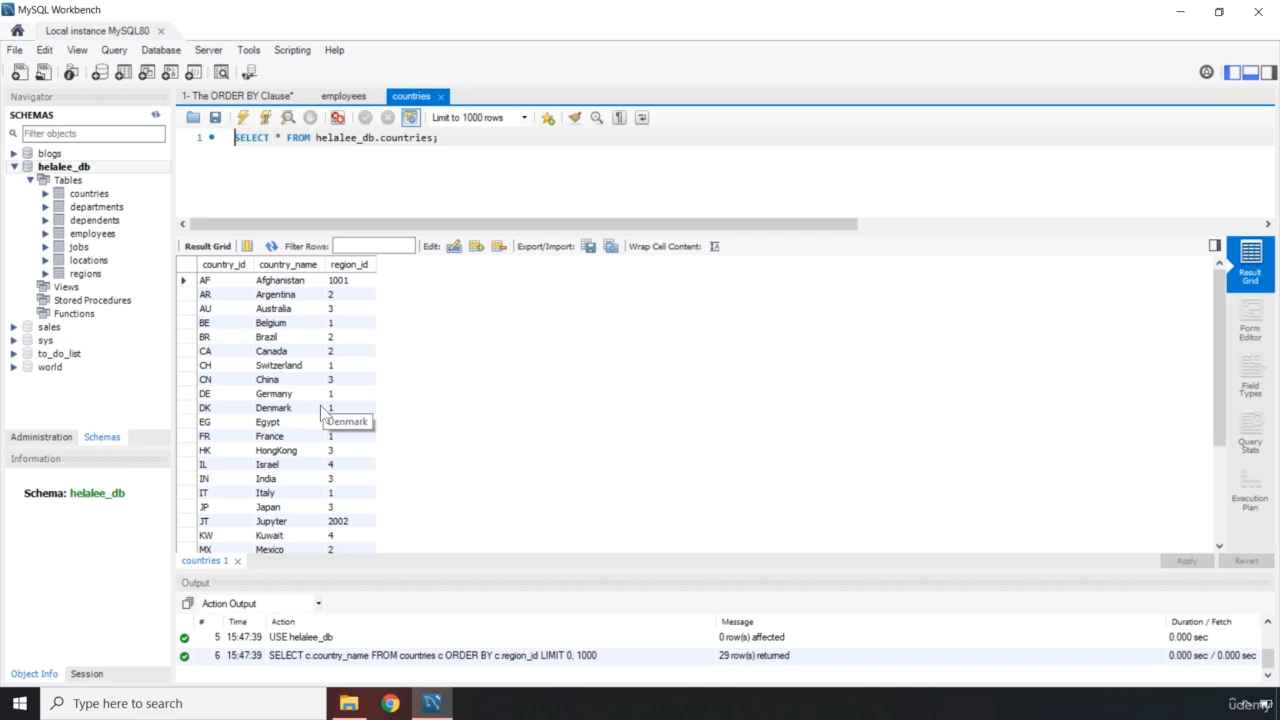 MySQL Workbench
Local instance MySQL80
File Edit View Query Database Server Tools Scripting Help
Navigator
1- The ORDER BY Clause* employees countries
SCHEMAS
Limit to 1000 rows
Filter objects
1 SELECT * FROM helalee_db.countries;
blogs
helalee_db
Tables
countries
departments
dependents
employees
jobs
locations
regions
Views
Stored Procedures
Functions
sales
sys
to_do_list
world
Result Grid Filter Rows: Edit: Export/Import: Wrap Cell Content:
country_id country_name region_id
AF Afghanistan 1001
AR Argentina 2
AU Australia 3
BE Belgium 1
BR Brazil 2
CA Canada 2
CH Switzerland 1
CN China 3
DE Germany 1
DK Denmark 1
EG Egypt
Denmark
FR France 1
HK HongKong 3
IL Israel 4
IN India 3
IT Italy 1
JP Japan 3
JT Jupyter 2002
KW Kuwait 4
MX Mexico 2
Result Grid
Form Editor
Field Types
Query Stats
Execution Plan
Administration Schemas
Information
Schema: helalee_db
countries 1
Apply Revert
Output
Action Output
# Time Action Message Duration / Fetch
5 15:47:39 USE helalee_db 0 row(s) affected 0.000 sec
6 15:47:39 SELECT c.country_name FROM countries c ORDER BY c.region_id LIMIT 0, 1000 29 row(s) returned 0.000 sec / 0.000 sec
Object Info Session
Type here to search
udemy